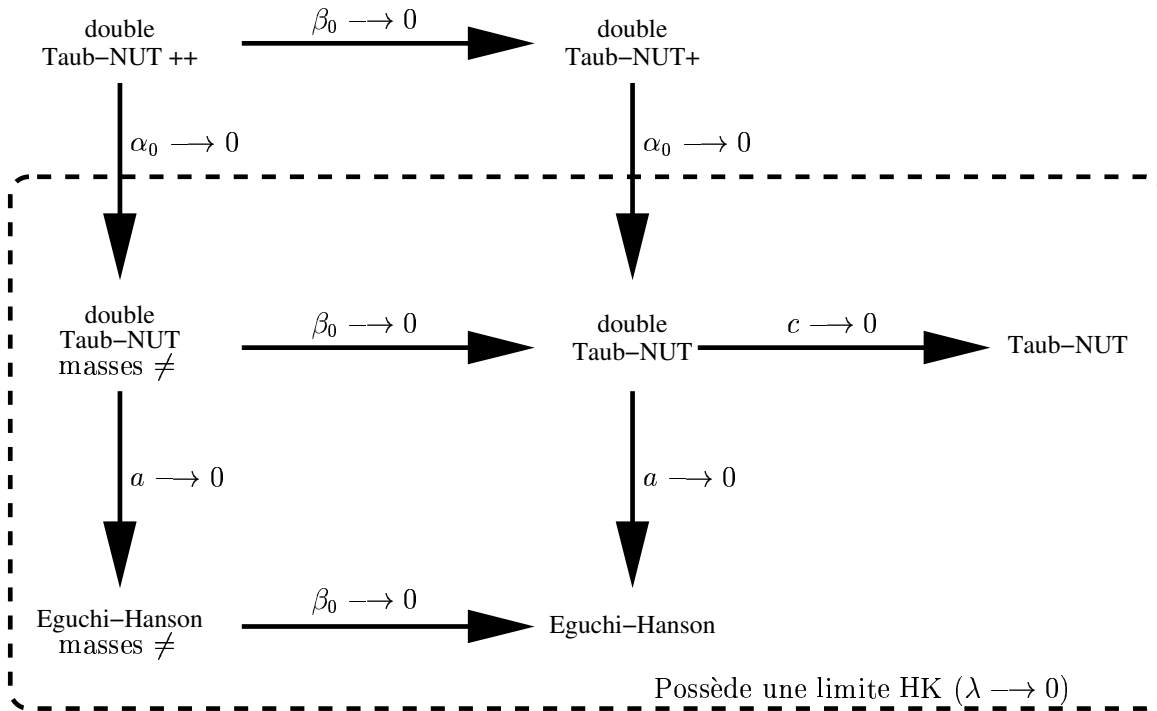 double
Taub–NUT ++
β₀ ⟶ 0
double
Taub–NUT+
α₀ ⟶ 0
α₀ ⟶ 0
double
Taub–NUT
masses ≠
β₀ ⟶ 0
double
Taub–NUT
c ⟶ 0
Taub–NUT
a ⟶ 0
a ⟶ 0
Eguchi–Hanson
masses ≠
β₀ ⟶ 0
Eguchi–Hanson
Possède une limite HK (λ ⟶ 0)